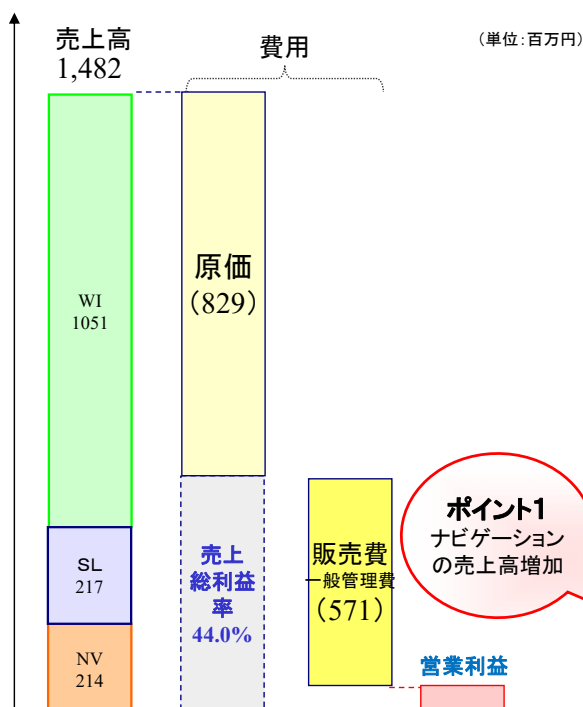 売上高
1,482
費用
(単位:百万円)
WI
1051
原価
(829)
SL
217
売上
総利益
率
44.0%
販売費
一般管理費
(571)
ポイント1
ナビゲーション
の売上高増加
NV
214
営業利益